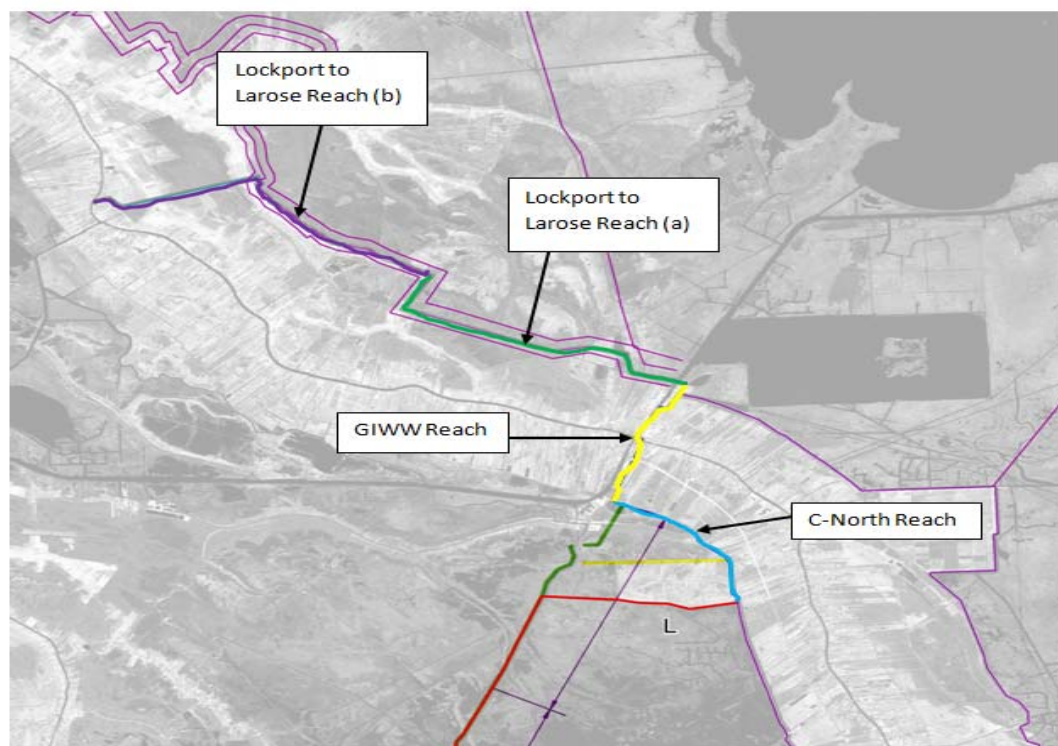 Lockport to
Larose Reach (b)
Lockport to
Larose Reach (a)
GIWW Reach
C-North Reach
L